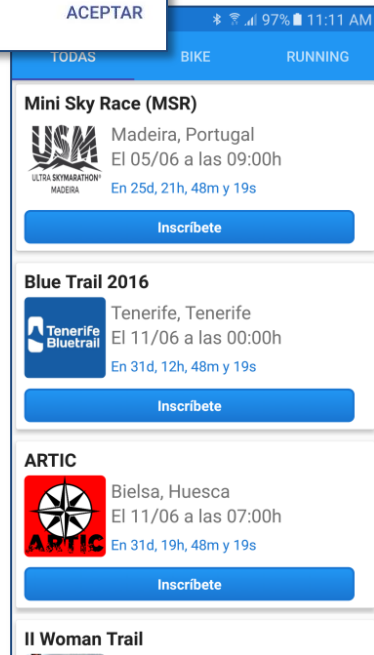 ACEPTAR
97% 11:11 AM
TODAS BIKE RUNNING
Mini Sky Race (MSR)
USM
ULTRA SKYMARATHON®
MADEIRA
Madeira, Portugal
El 05/06 a las 09:00h
En 25d, 21h, 48m y 19s
Inscríbete
Blue Trail 2016
Tenerife
Bluetrail
Tenerife, Tenerife
El 11/06 a las 00:00h
En 31d, 12h, 48m y 19s
Inscríbete
ARTIC
ARTIC
Bielsa, Huesca
El 11/06 a las 07:00h
En 31d, 19h, 48m y 19s
Inscríbete
II Woman Trail